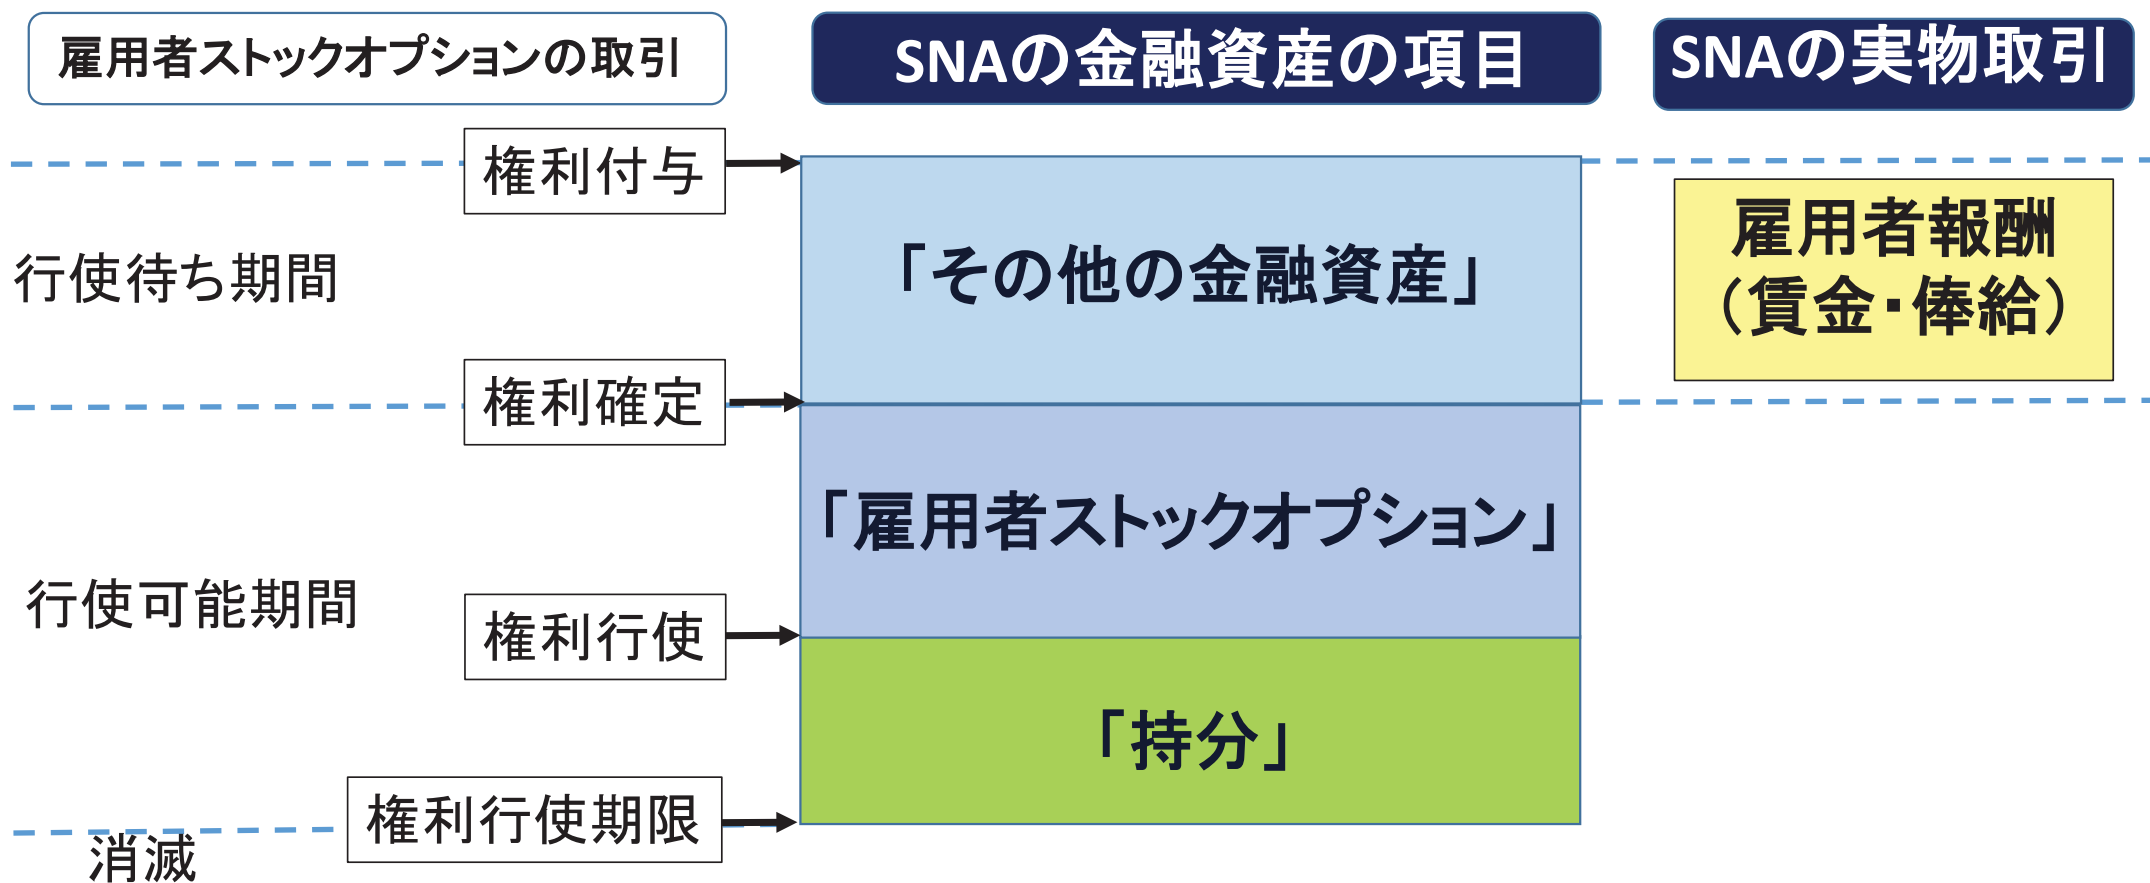 雇用者ストックオプションの取引
SNAの金融資産の項目
SNAの実物取引
権利付与
行使待ち期間
「その他の金融資産」
雇用者報酬
（賃金・俸給）
権利確定
「雇用者ストックオプション」
行使可能期間
権利行使
「持分」
権利行使期限
消滅